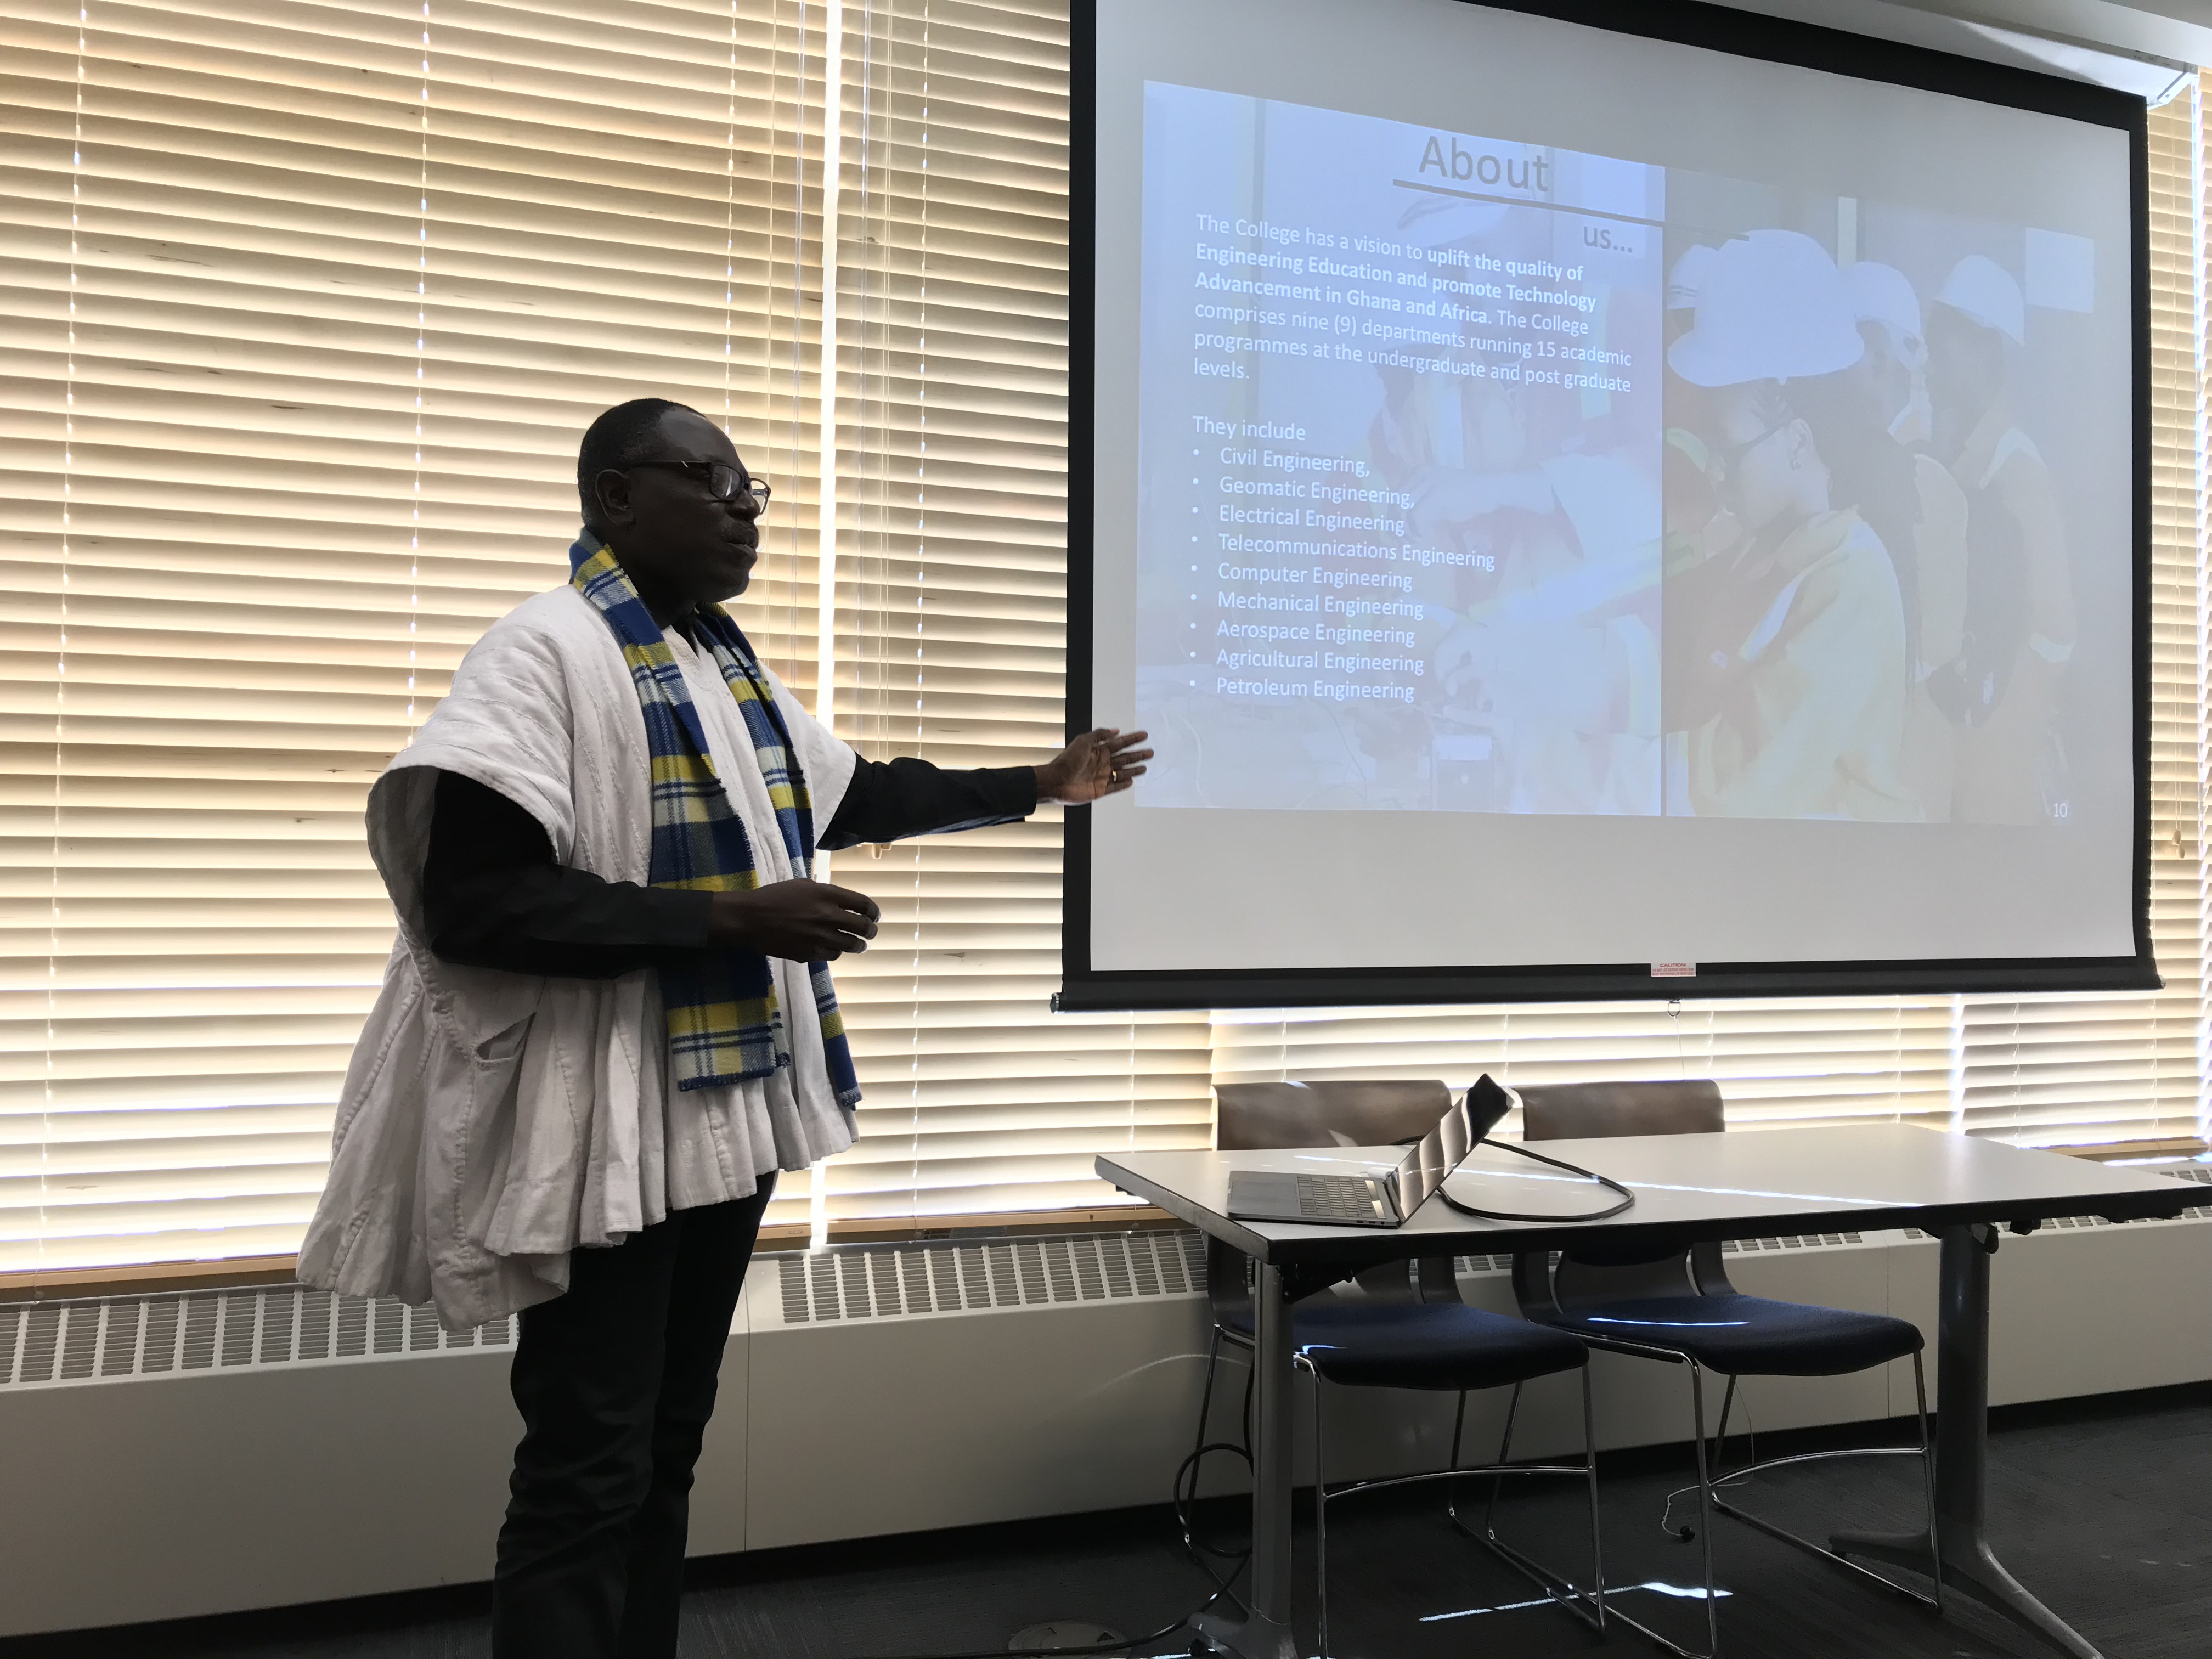 About
us...
The College has a vision to uplift the quality of
Engineering Education and promote Technology
Advancement in Ghana and Africa. The College
comprises nine (9) departments running 15 academic
programmes at the undergraduate and post graduate
levels.
They include
• Civil Engineering,
• Geomatic Engineering,
• Electrical Engineering
• Telecommunications Engineering
• Computer Engineering
• Mechanical Engineering
• Aerospace Engineering
• Agricultural Engineering
• Petroleum Engineering
10
CAUTION